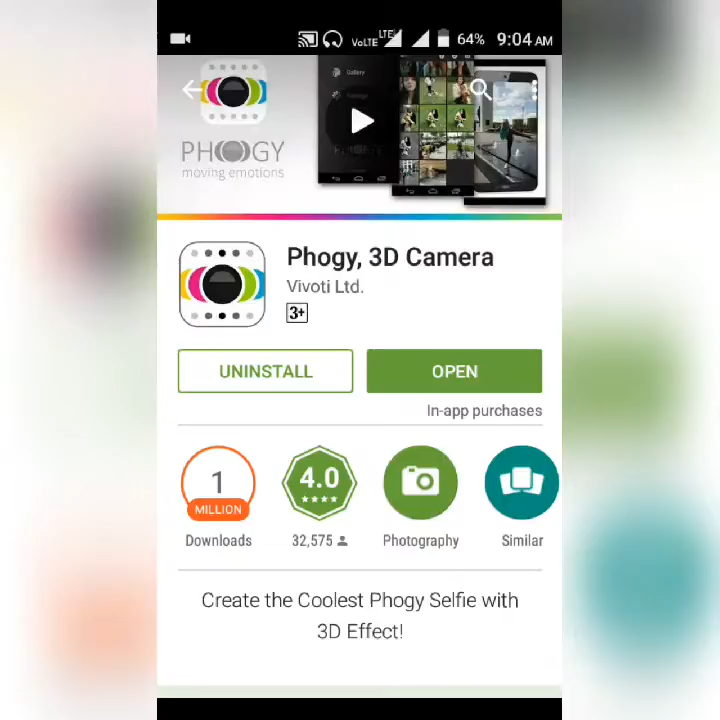 VoLTE LTE 64% 9:04 AM
Gallery
PHOGY
moving emotions
Phogy, 3D Camera
Vivoti Ltd.
3+
UNINSTALL OPEN
In-app purchases
1 MILLION
4.0
Downloads 32,575 Photography Similar
Create the Coolest Phogy Selfie with
3D Effect!